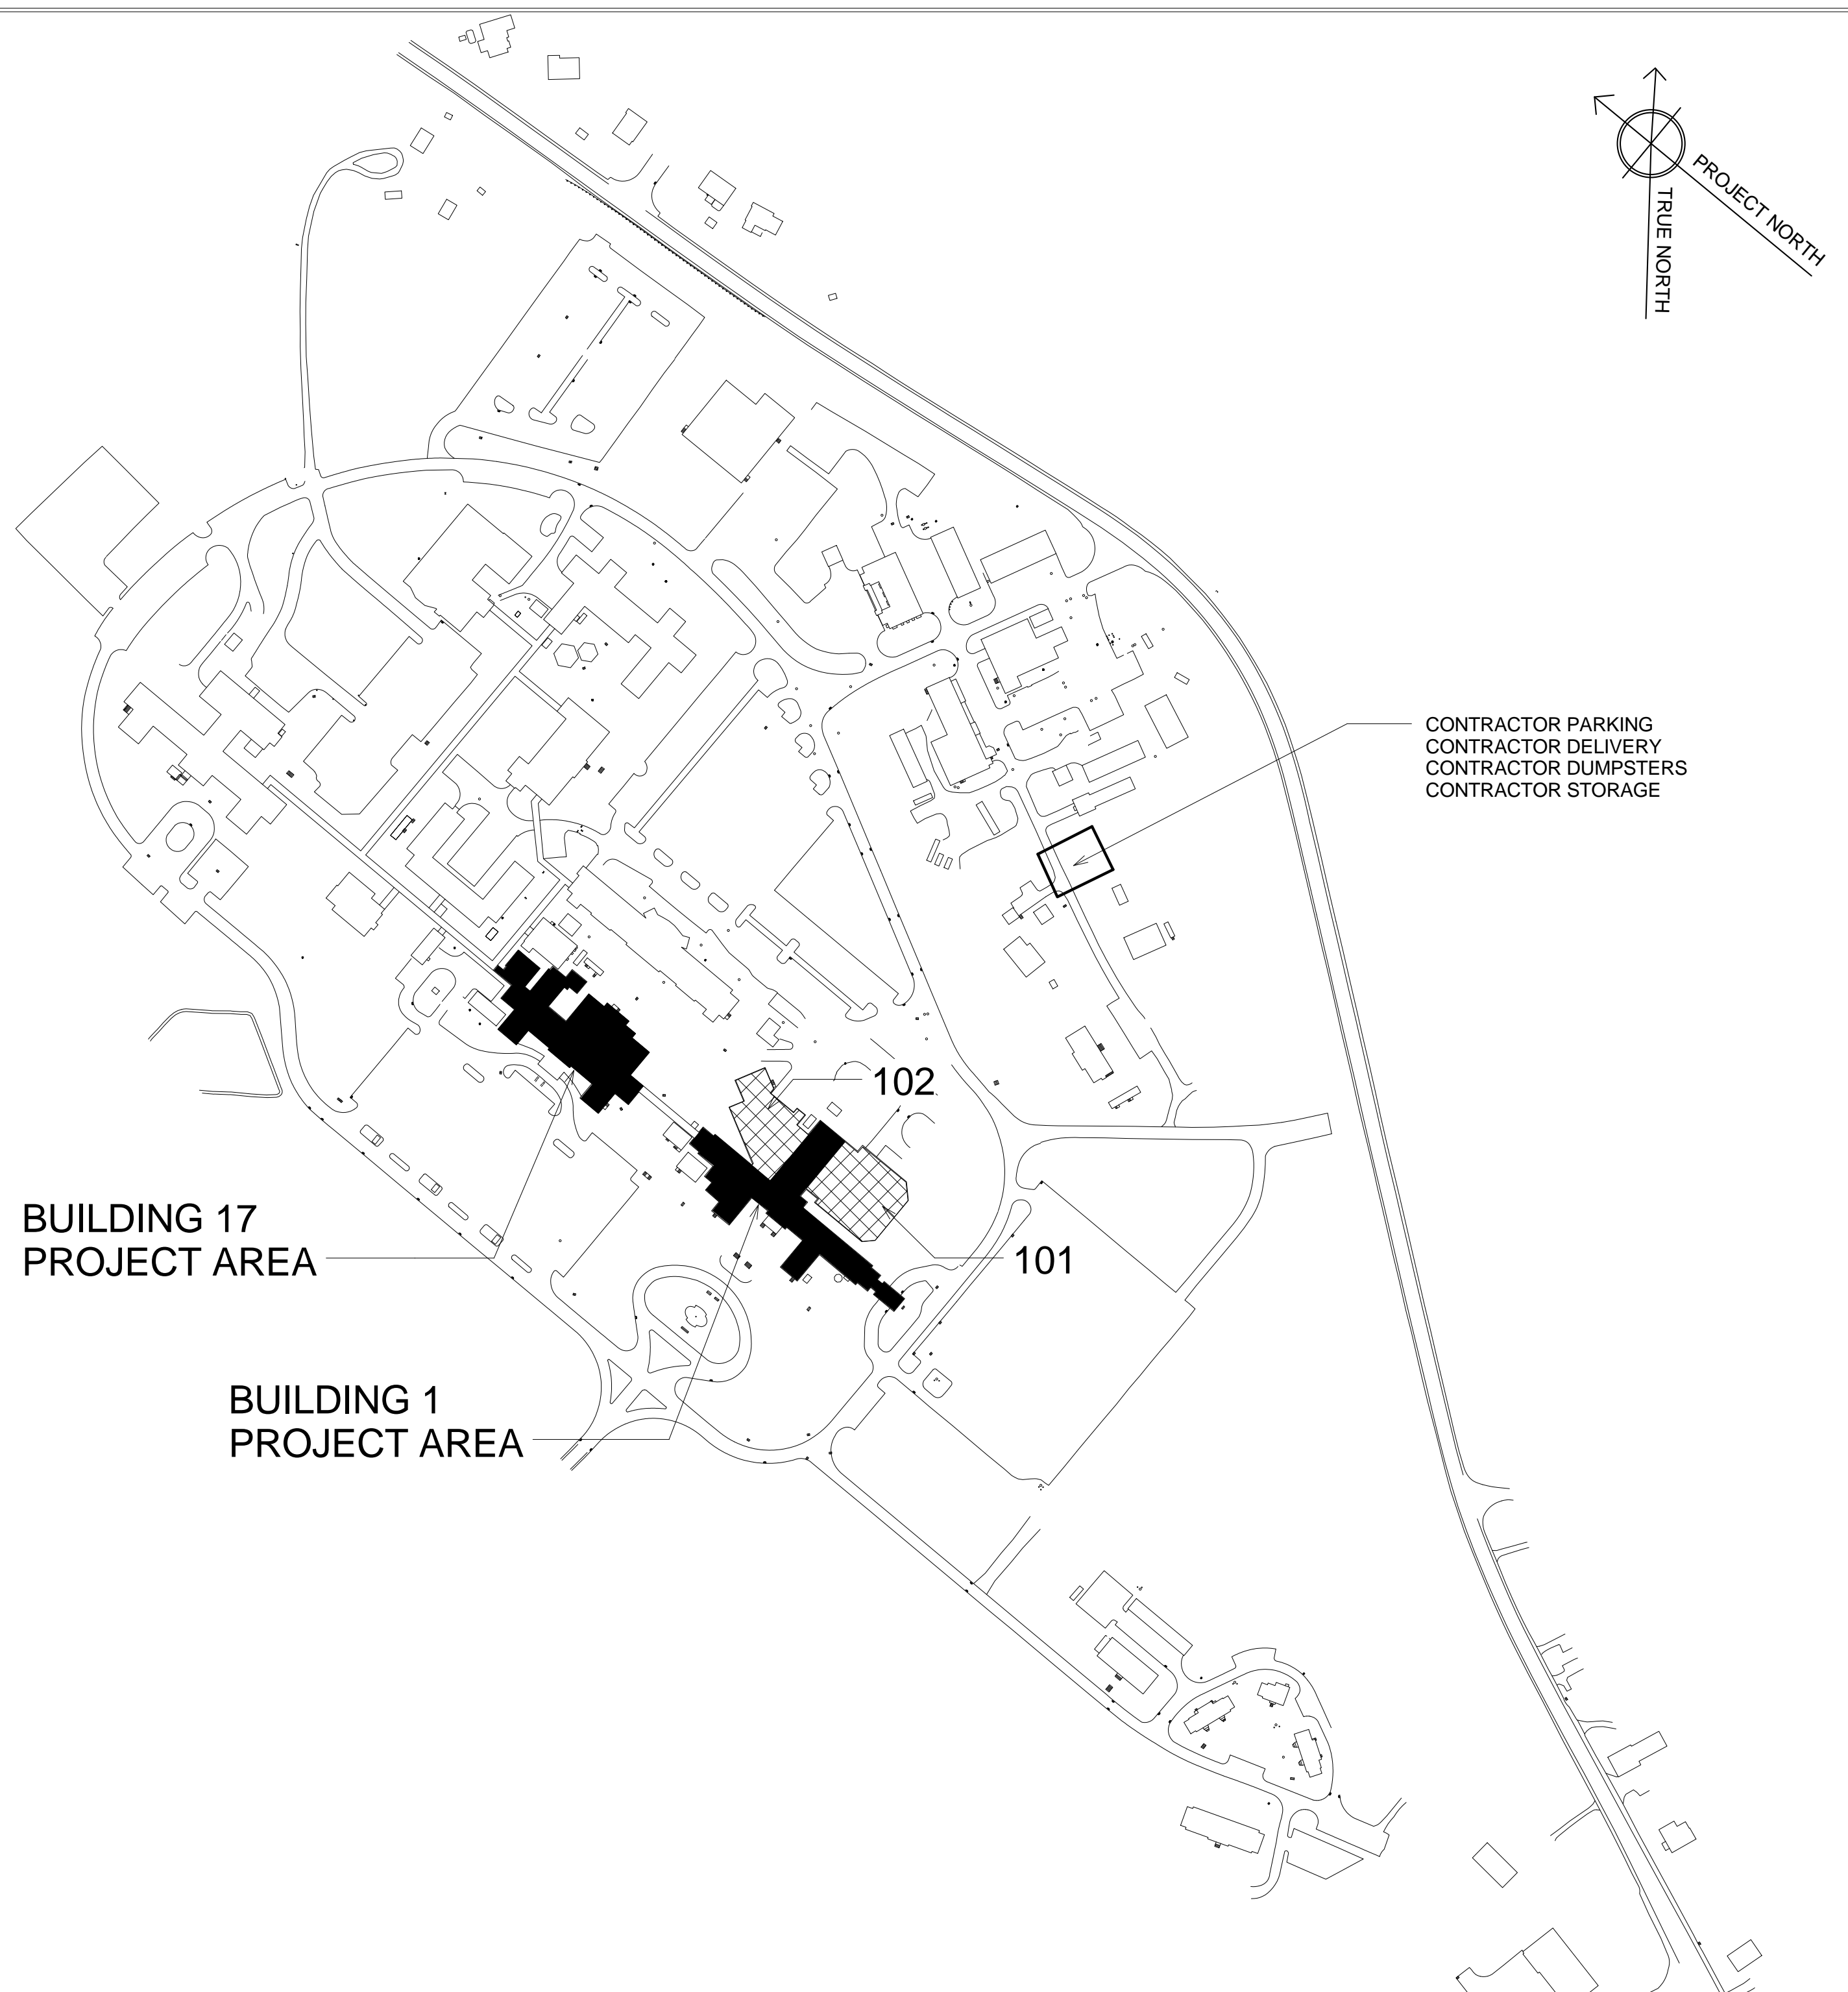 PROJECT NORTH
TRUE NORTH
CONTRACTOR PARKING
CONTRACTOR DELIVERY
CONTRACTOR DUMPSTERS
CONTRACTOR STORAGE
102
BUILDING 17
PROJECT AREA
101
BUILDING 1
PROJECT AREA